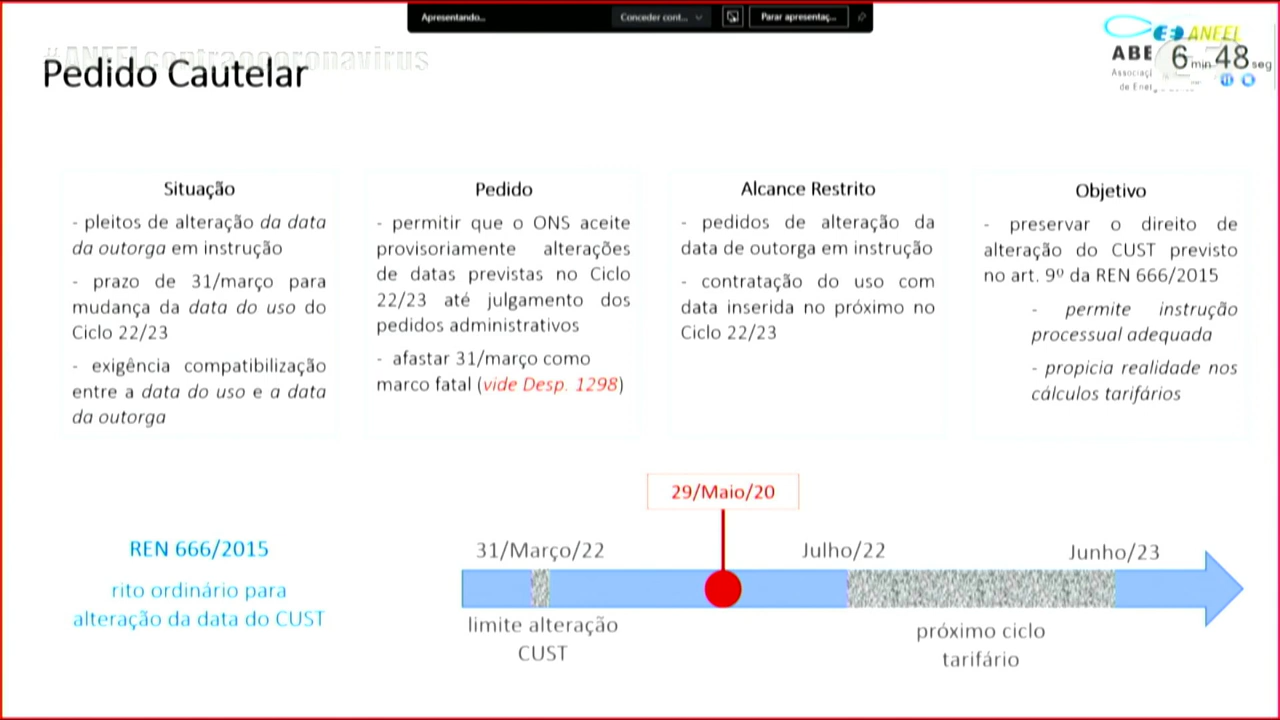 Apresentando...
Conceder cont...
Parar apresentaç...
#ANEELcontraocoronavirus
Pedido Cautelar
ANEEL
ABE
6 min 48 seg
Associaçã
de Ener
Situação
- pleitos de alteração da data
da outorga em instrução
- prazo de 31/março para
mudança da data do uso do
Ciclo 22/23
- exigência compatibilização
entre a data do uso e a data
da outorga
Pedido
- permitir que o ONS aceite
provisoriamente alterações
de datas previstas no Ciclo
22/23 até julgamento dos
pedidos administrativos
- afastar 31/março como
marco fatal (vide Desp. 1298)
Alcance Restrito
- pedidos de alteração da
data de outorga em instrução
- contratação do uso com
data inserida no próximo no
Ciclo 22/23
Objetivo
- preservar o direito de
alteração do CUST previsto
no art. 9º da REN 666/2015
- permite instrução
processual adequada
- propicia realidade nos
cálculos tarifários
29/Maio/20
REN 666/2015
rito ordinário para
alteração da data do CUST
31/Março/22
Julho/22
Junho/23
limite alteração
CUST
próximo ciclo
tarifário